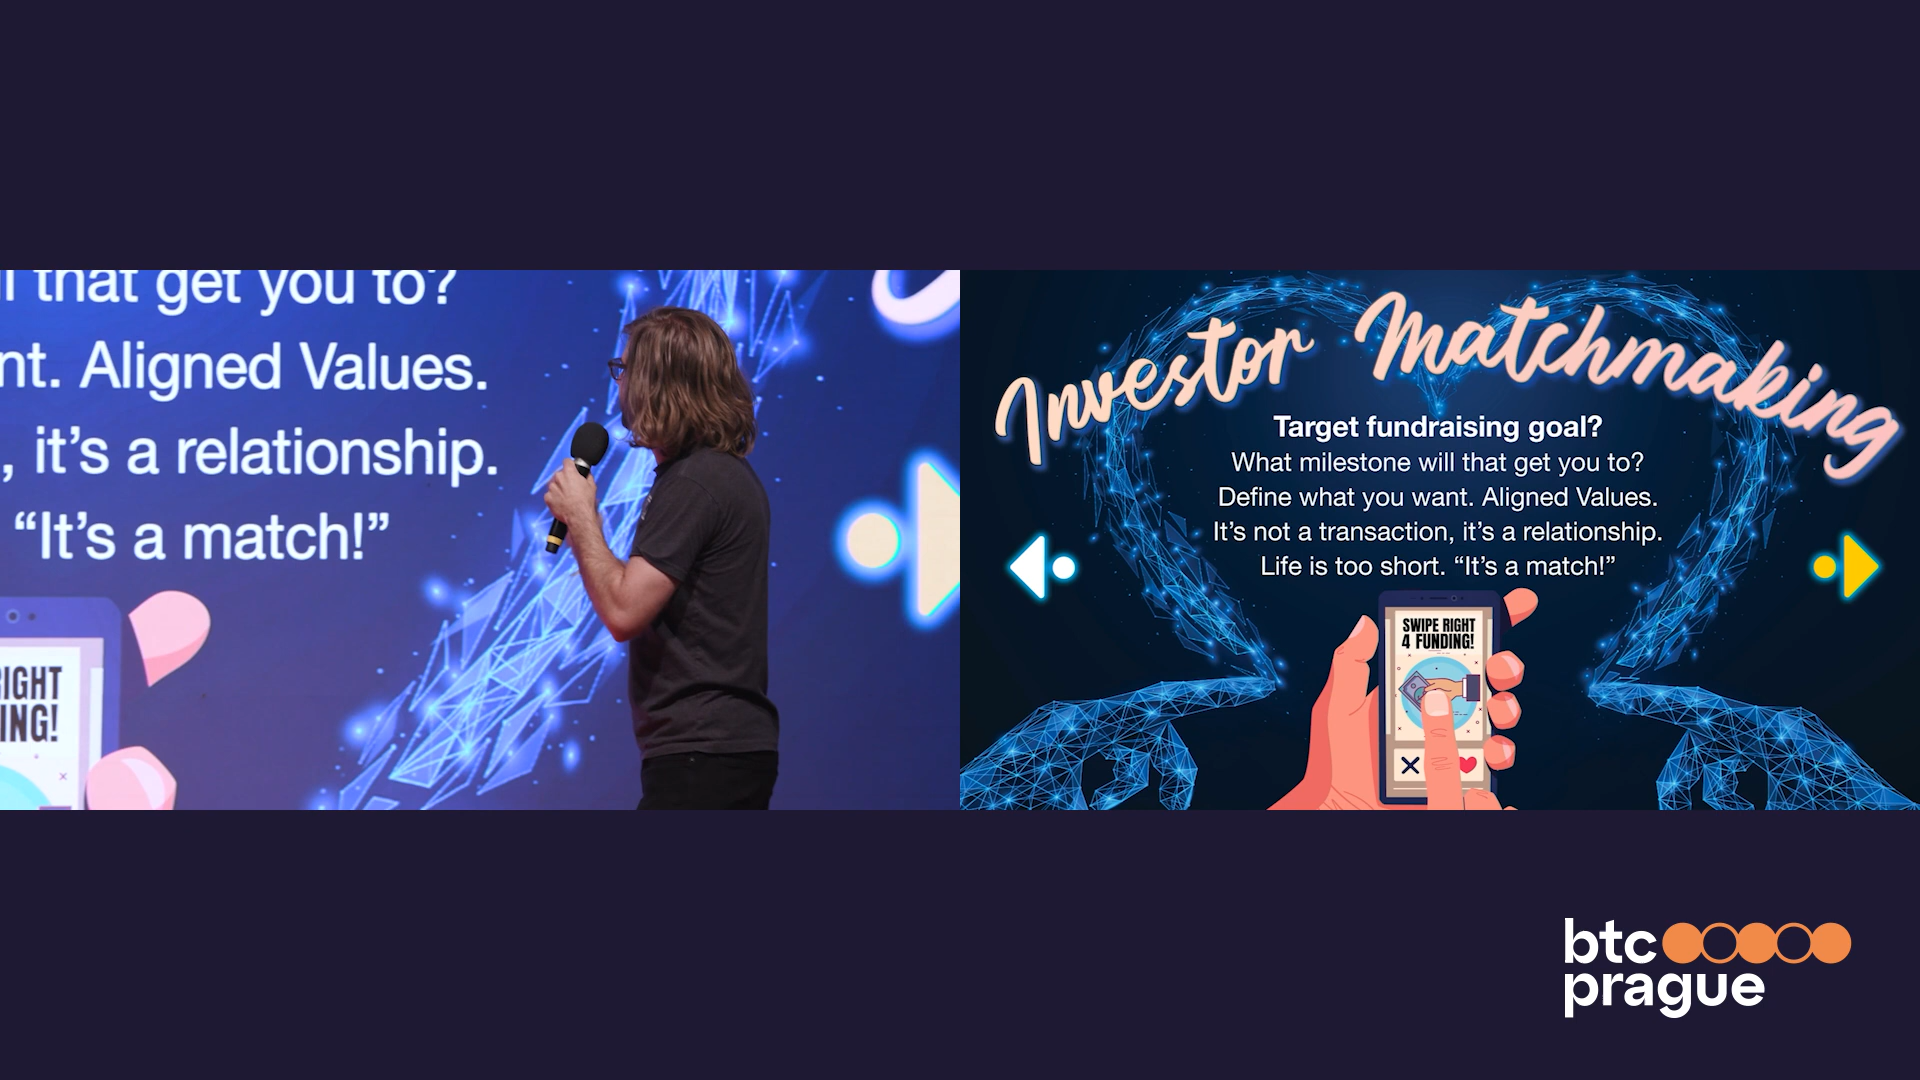 ll that get you to?
nt. Aligned Values.
, it's a relationship.
“It's a match!”
RIGHT
ING!
Investor Matchmaking
Target fundraising goal?
What milestone will that get you to?
Define what you want. Aligned Values.
It's not a transaction, it's a relationship.
Life is too short. “It's a match!”
SWIPE RIGHT
4 FUNDING!
btc
prague